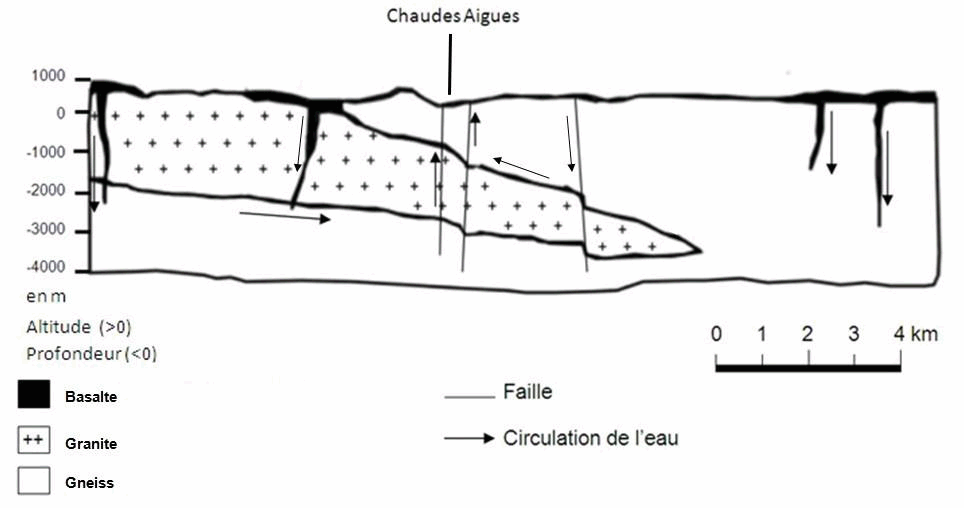 Chaudes Aigues
1000
0
-1000
-2000
-3000
-4000
en m
Altitude (>0)
Profondeur (<0)
0 1 2 3 4 km
Basalte
Faille
++ Granite
Circulation de l'eau
Gneiss